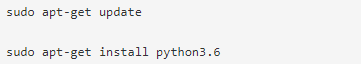 sudo apt-get update
sudo apt-get install python3.6